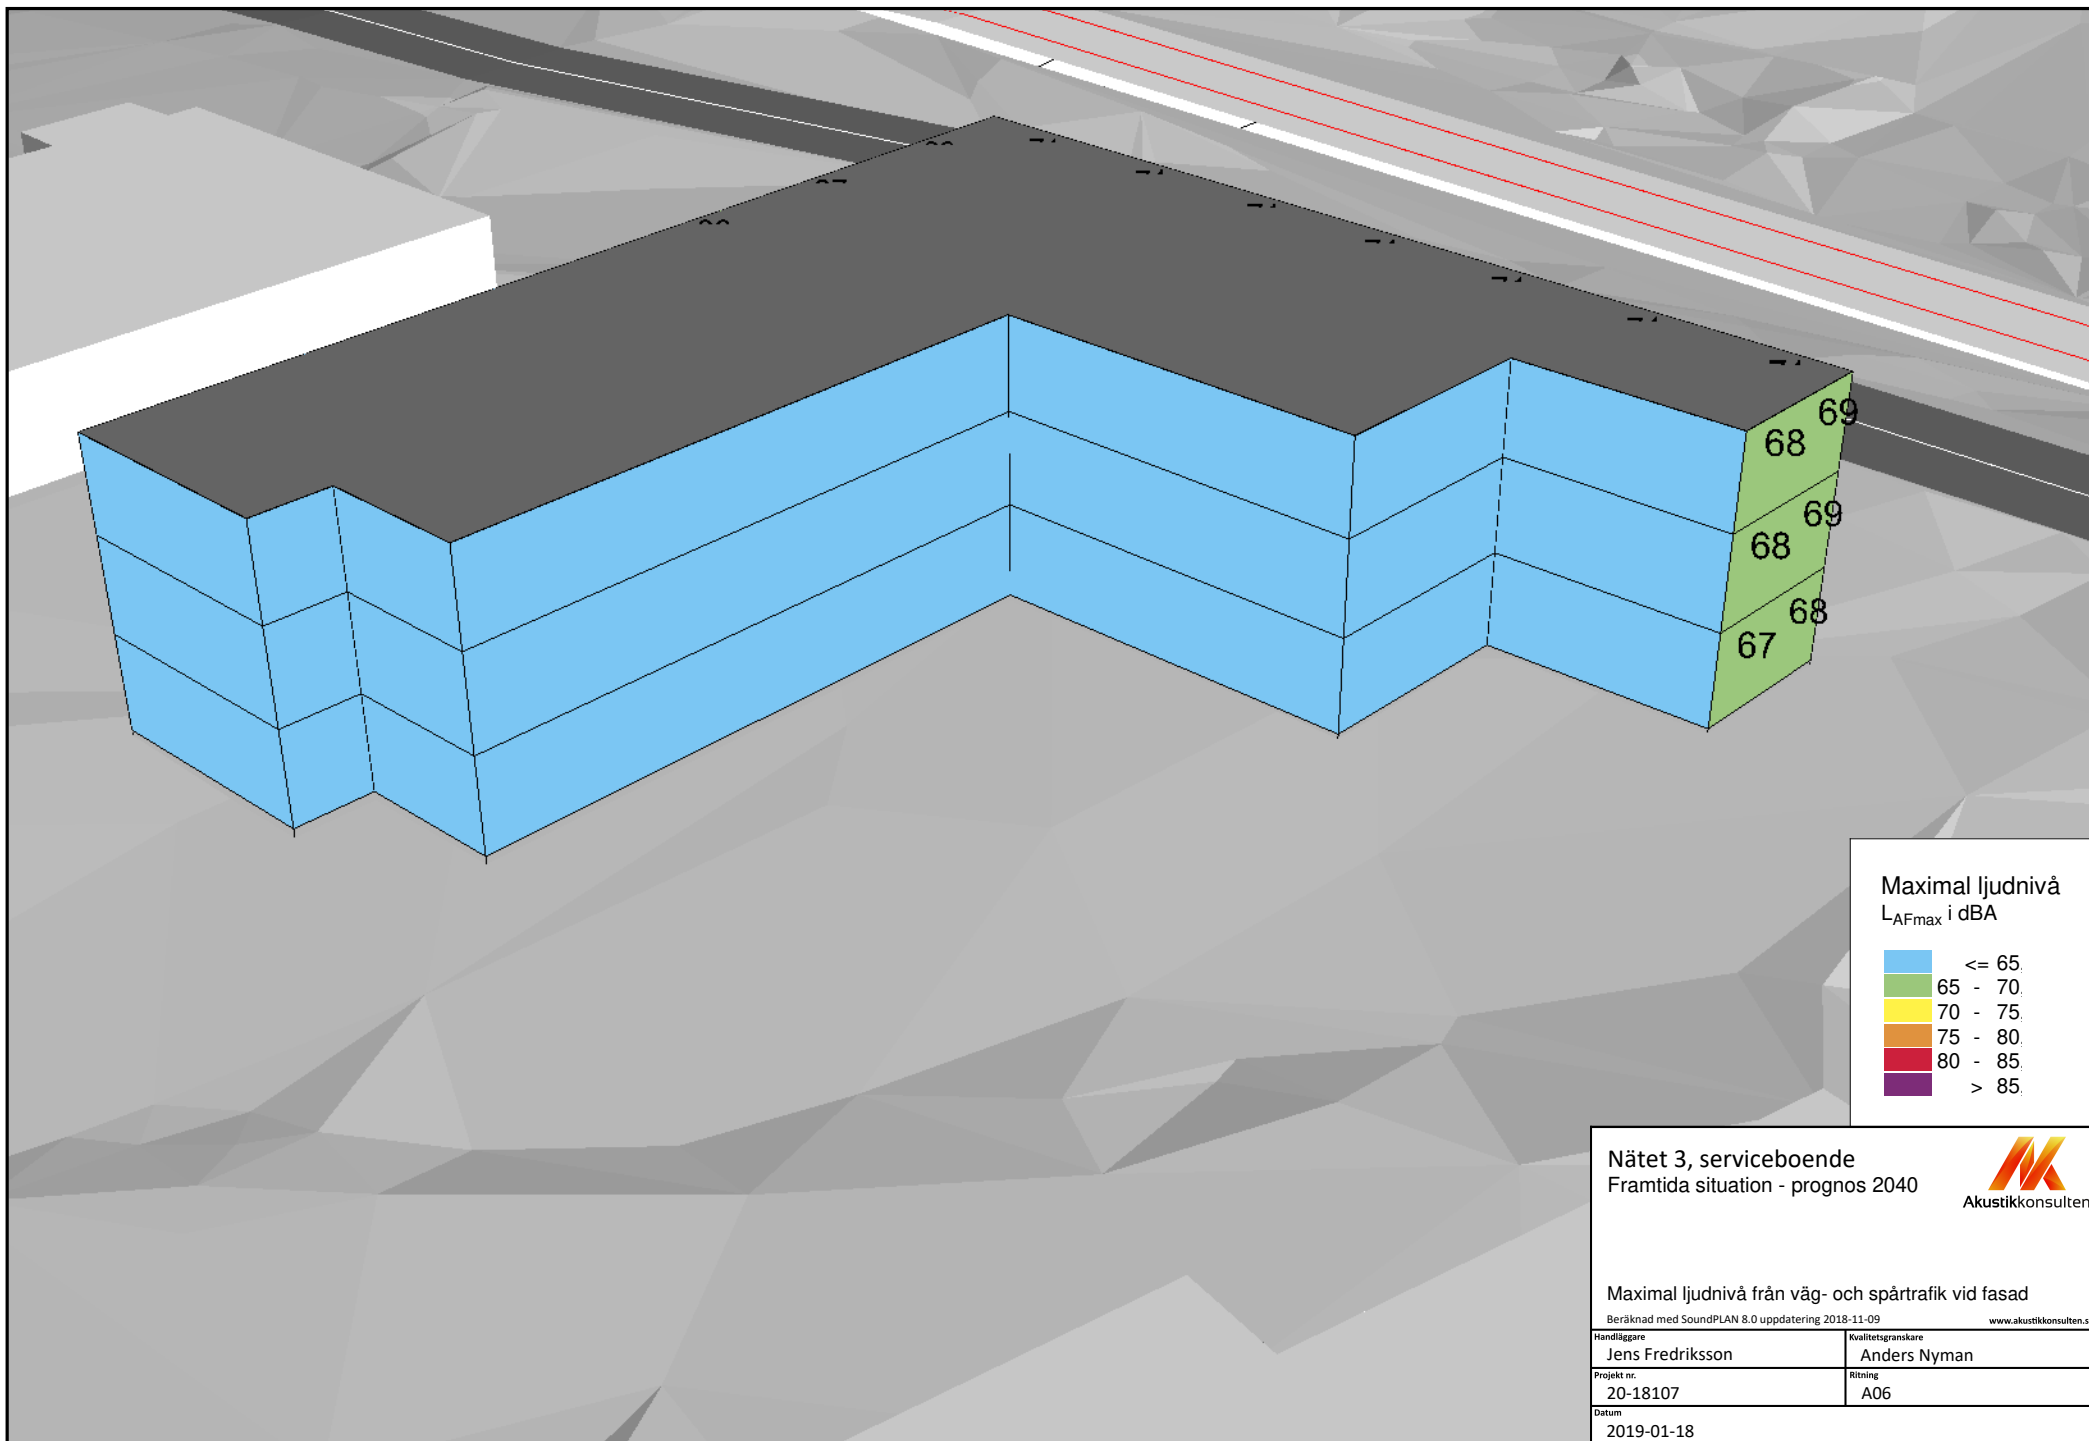 69
68
69
68
68
67
Maximal ljudnivå
LAFmax i dBA
<= 65,
65 - 70,
70 - 75,
75 - 80,
80 - 85,
> 85,
Nätet 3, serviceboende
Framtida situation - prognos 2040
Akustikkonsulten
Maximal ljudnivå från väg- och spårtrafik vid fasad
Beräknad med SoundPLAN 8.0 uppdatering 2018-11-09
www.akustikkonsulten.s
Handläggare
Jens Fredriksson
Kvalitetsgranskare
Anders Nyman
Projekt nr.
20-18107
Ritning
A06
Datum
2019-01-18